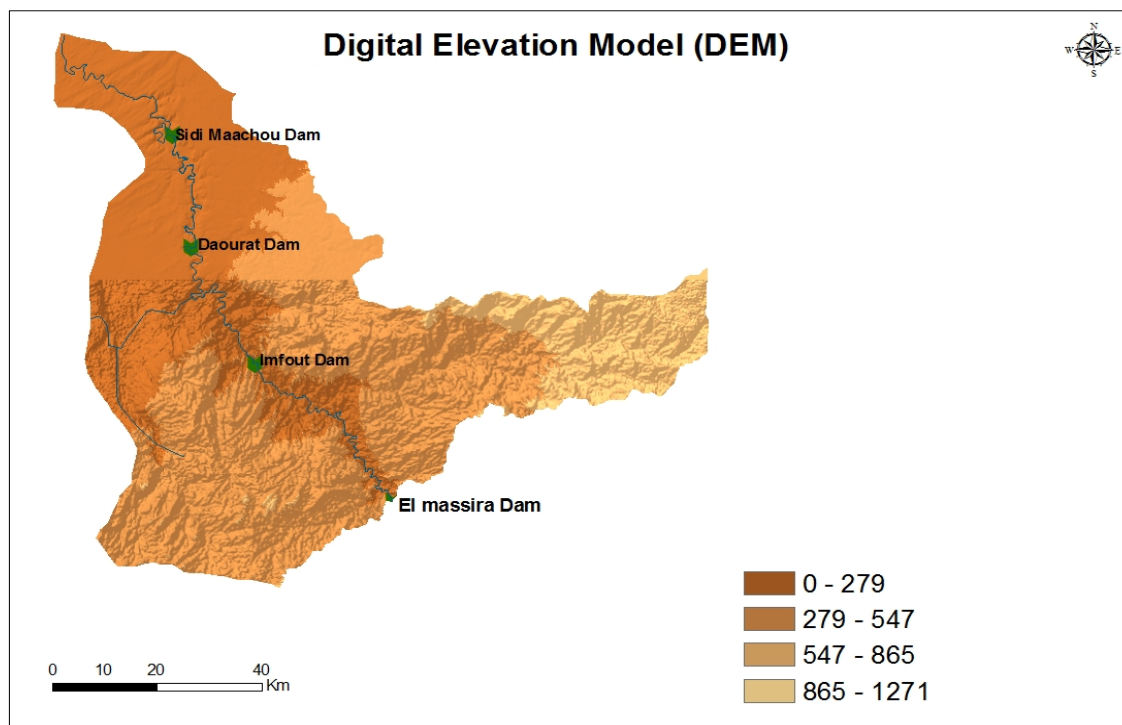 Digital Elevation Model (DEM)
N
W E
S
Sidi Maachou Dam
Daourat Dam
Imfout Dam
El massira Dam
0 - 279
279 - 547
547 - 865
865 - 1271
0 10 20 40
Km